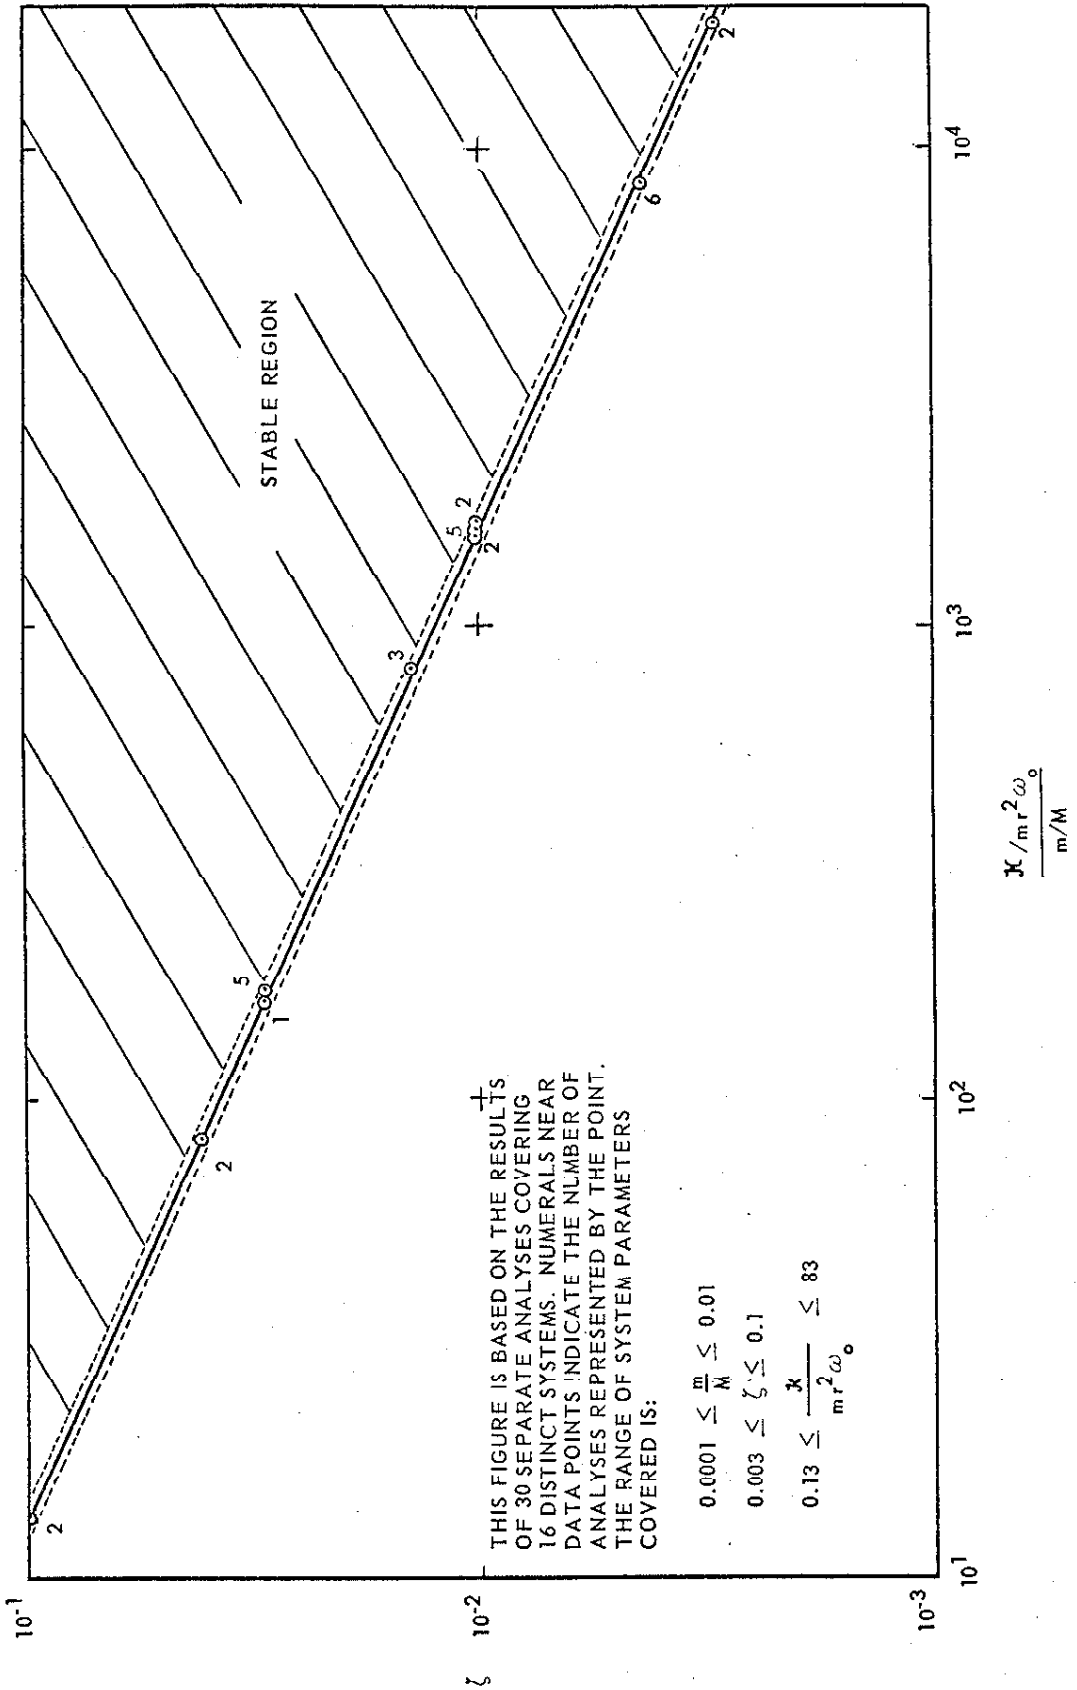 10-1
10-2
10-3
ζ
STABLE REGION
2
2
1
5
3
2
5
2
6
2
THIS FIGURE IS BASED ON THE RESULTS
OF 30 SEPARATE ANALYSES COVERING
16 DISTINCT SYSTEMS. NUMERALS NEAR
DATA POINTS INDICATE THE NUMBER OF
ANALYSES REPRESENTED BY THE POINT.
THE RANGE OF SYSTEM PARAMETERS
COVERED IS:
0.0001 ≤ m/M ≤ 0.01
0.003 ≤ ζ ≤ 0.1
0.13 ≤ K/mr²ω₀ ≤ 83
10¹
10²
10³
10⁴
K/mr²ω₀
m/M